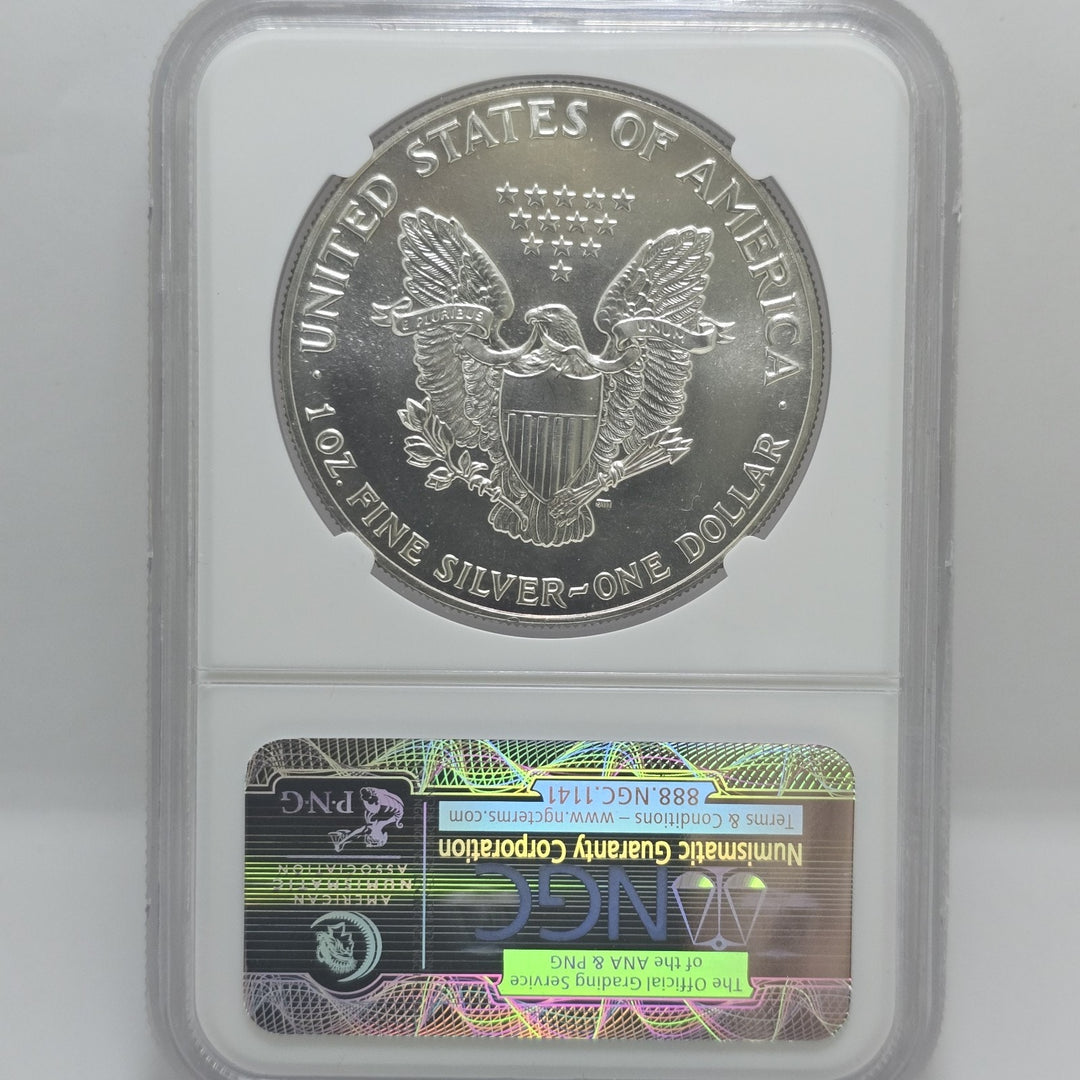 UNITED STATES OF AMERICA
E PLURIBUS UNUM
· 1 OZ. FINE SILVER~ONE DOLLAR ·
The Official Grading Service
of the ANA & PNG
NGC
Numismatic Guaranty Corporation
Terms & Conditions – www.ngcterms.com
888.NGC.1141
AMERICAN
NUMISMATIC
ASSOCIATION
P·N·G